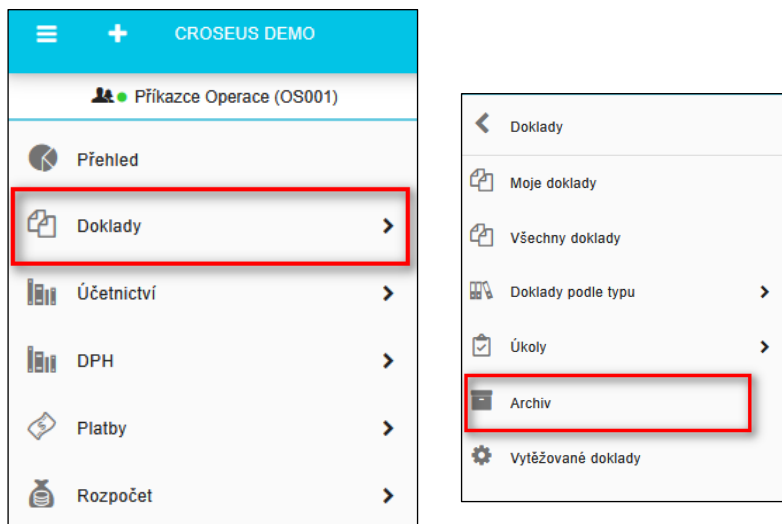 CROSEUS DEMO
Příkazce Operace (OS001)
Přehled
Doklady
Účetnictví
DPH
Platby
Rozpočet
Doklady
Moje doklady
Všechny doklady
Doklady podle typu
Úkoly
Archiv
Vytěžované doklady